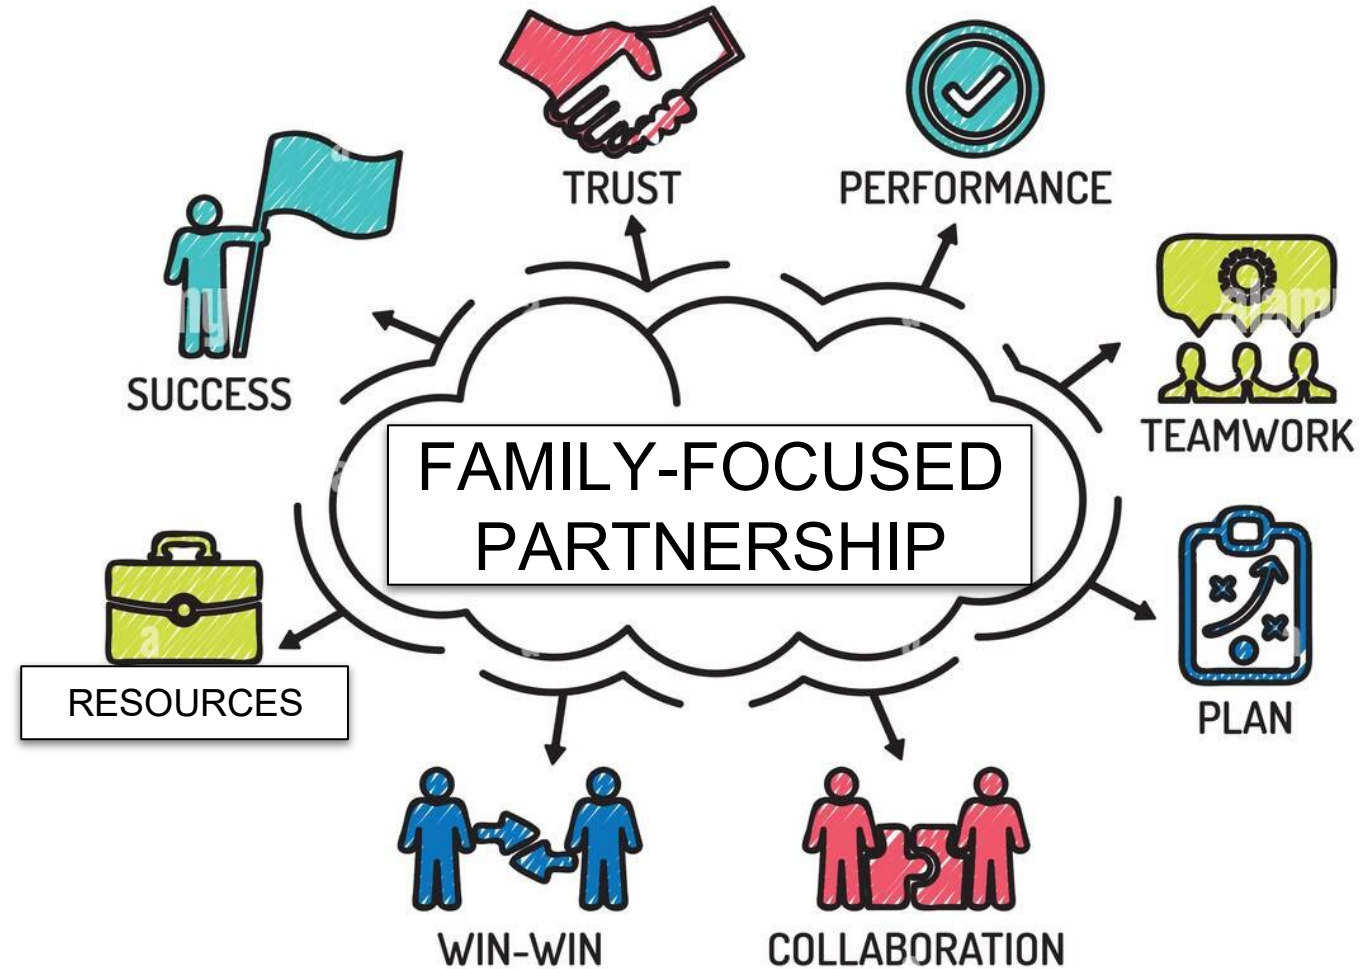 TRUST
PERFORMANCE
SUCCESS
TEAMWORK
FAMILY-FOCUSED
PARTNERSHIP
RESOURCES
PLAN
WIN-WIN
COLLABORATION